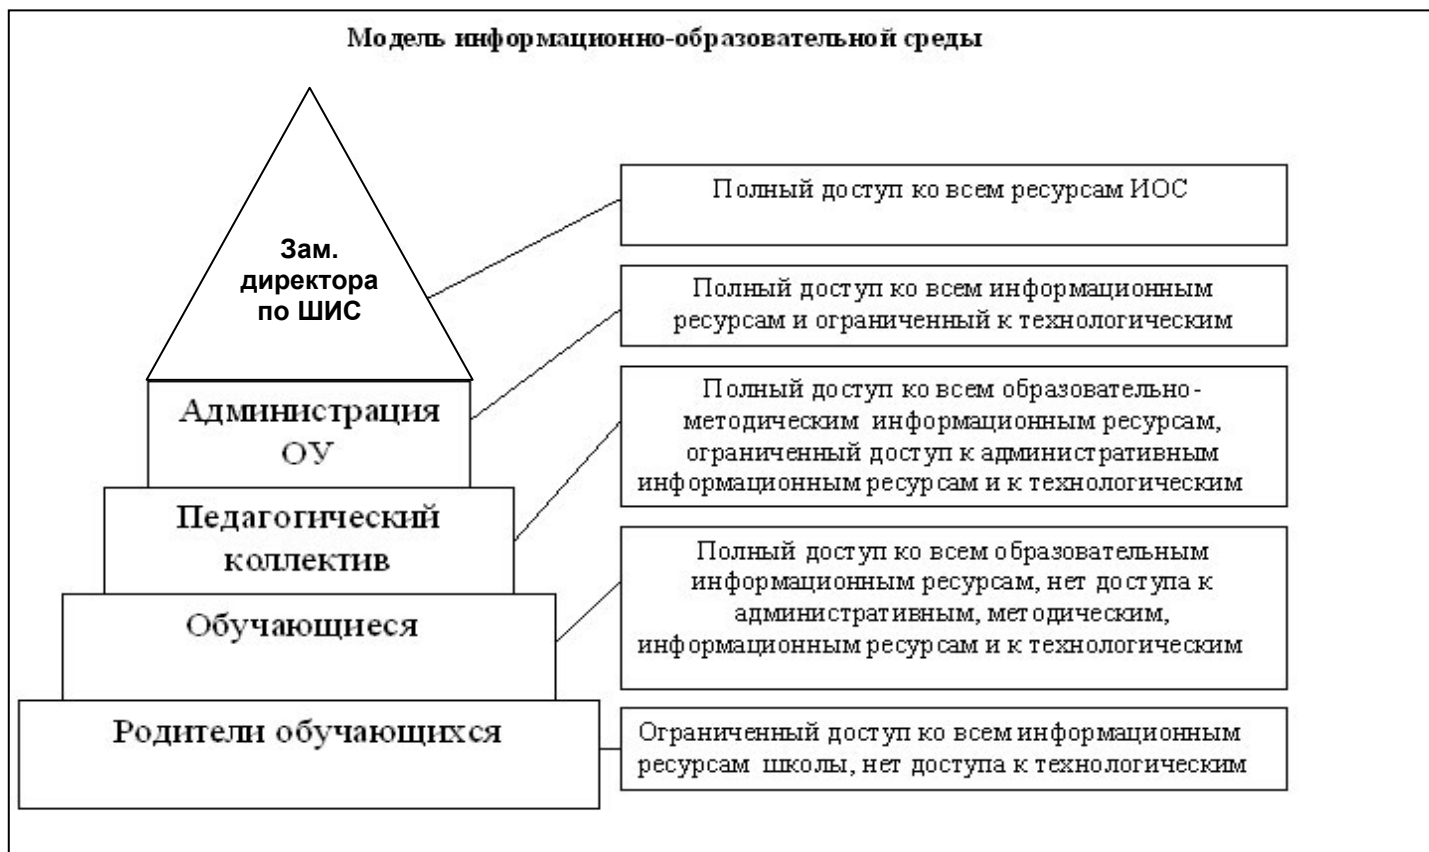 Модель информационно-образовательной среды
Зам.
директора
по ШИС
Полный доступ ко всем ресурсам ИОС
Полный доступ ко всем информационным
ресурсам и ограниченный к технологическим
Администрация
ОУ
Полный доступ ко всем образовательно-
методическим информационным ресурсам,
ограниченный доступ к административным
информационным ресурсам и к технологическим
Педагогический
коллектив
Полный доступ ко всем образовательным
информационным ресурсам, нет доступа к
административным, методическим,
информационным ресурсам и к технологическим
Обучающиеся
Родители обучающихся
Ограниченный доступ ко всем информационным
ресурсам школы, нет доступа к технологическим